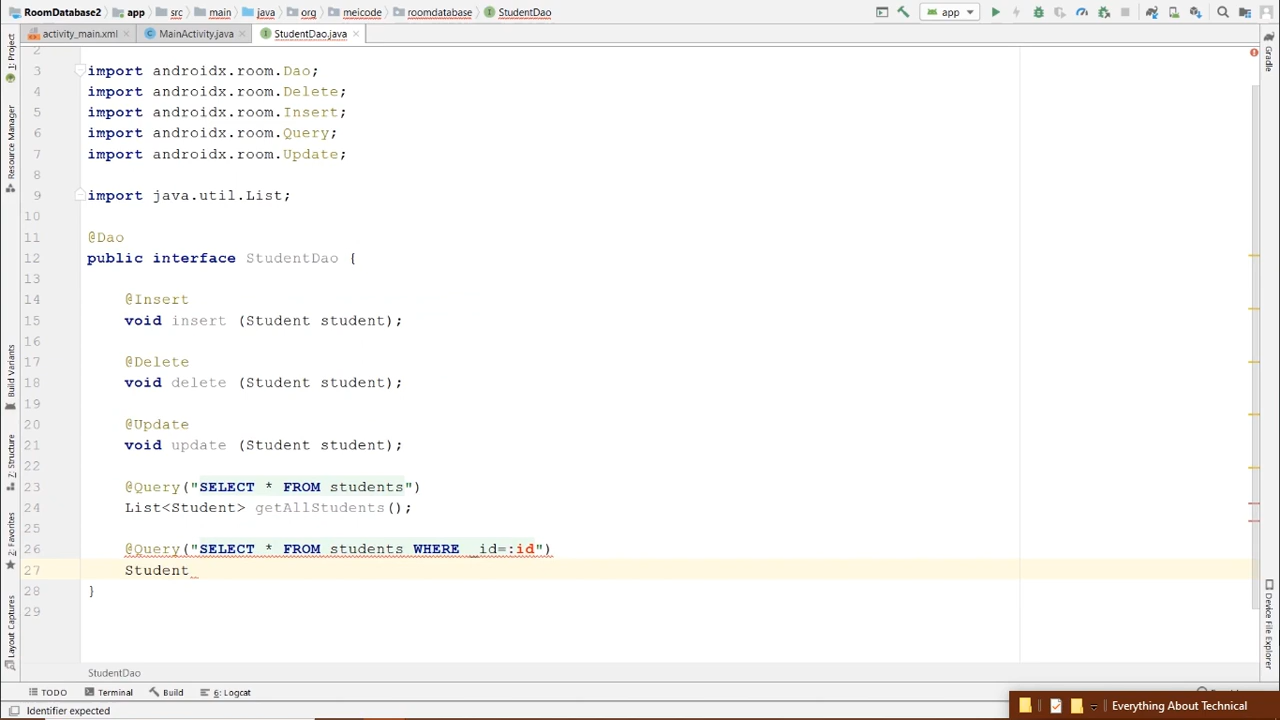 RoomDatabase2 app src main java org meicode roomdatabase StudentDao
app
activity_main.xml MainActivity.java StudentDao.java
1: Project
Resource Manager
Build Variants
7: Structure
2: Favorites
Layout Captures
2
3 import androidx.room.Dao;
4 import androidx.room.Delete;
5 import androidx.room.Insert;
6 import androidx.room.Query;
7 import androidx.room.Update;
8
9 import java.util.List;
10
11 @Dao
12 public interface StudentDao {
13
14 @Insert
15 void insert (Student student);
16
17 @Delete
18 void delete (Student student);
19
20 @Update
21 void update (Student student);
22
23 @Query("SELECT * FROM students")
24 List<Student> getAllStudents();
25
26 @Query("SELECT * FROM students WHERE _id=:id")
27 Student
28 }
29
Gradle
Device File Explorer
StudentDao
TODO Terminal Build 6: Logcat
Identifier expected
Everything About Technical